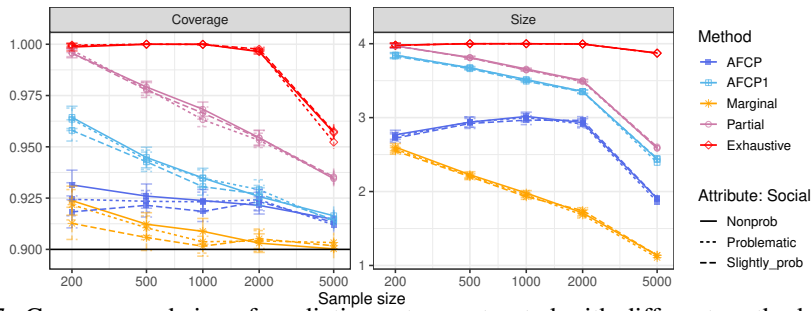 Coverage
Size
1.000
0.975
0.950
0.925
0.900
4
3
2
1
200 500 1000 2000 5000
200 500 1000 2000 5000
Sample size
Method
AFCP
AFCP1
Marginal
Partial
Exhaustive
Attribute: Social
Nonprob
Problematic
Slightly_prob